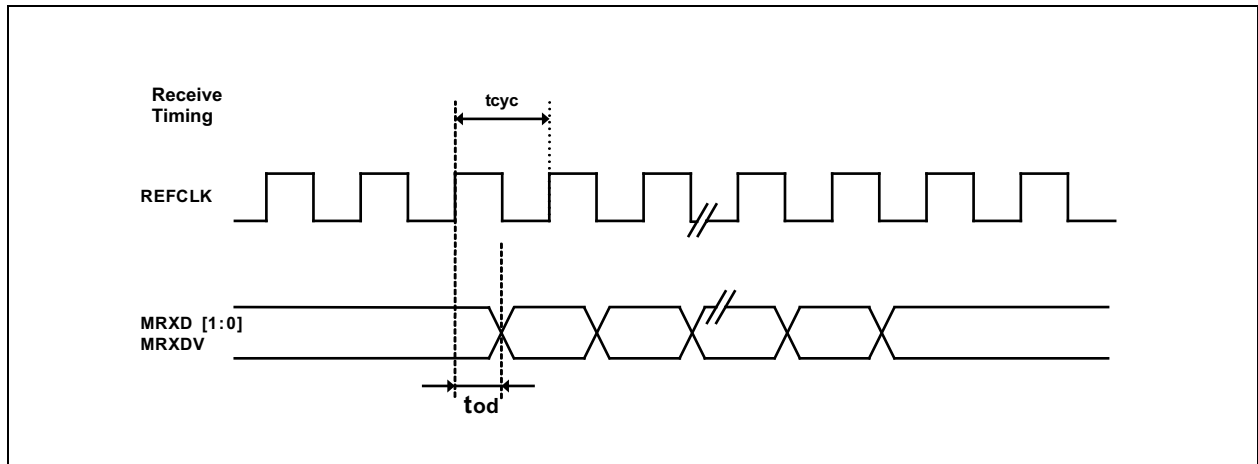 Receive
Timing
tcyc
REFCLK
MRXD [1:0]
MRXDV
tod